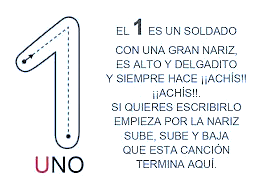 EL 1 ES UN SOLDADO
CON UNA GRAN NARIZ,
ES ALTO Y DELGADITO
Y SIEMPRE HACE ¡¡ACHÍS!!
¡¡ACHÍS!!.
SI QUIERES ESCRIBIRLO
EMPIEZA POR LA NARIZ
SUBE, SUBE Y BAJA
QUE ESTA CANCIÓN
TERMINA AQUÍ.
1
UNO